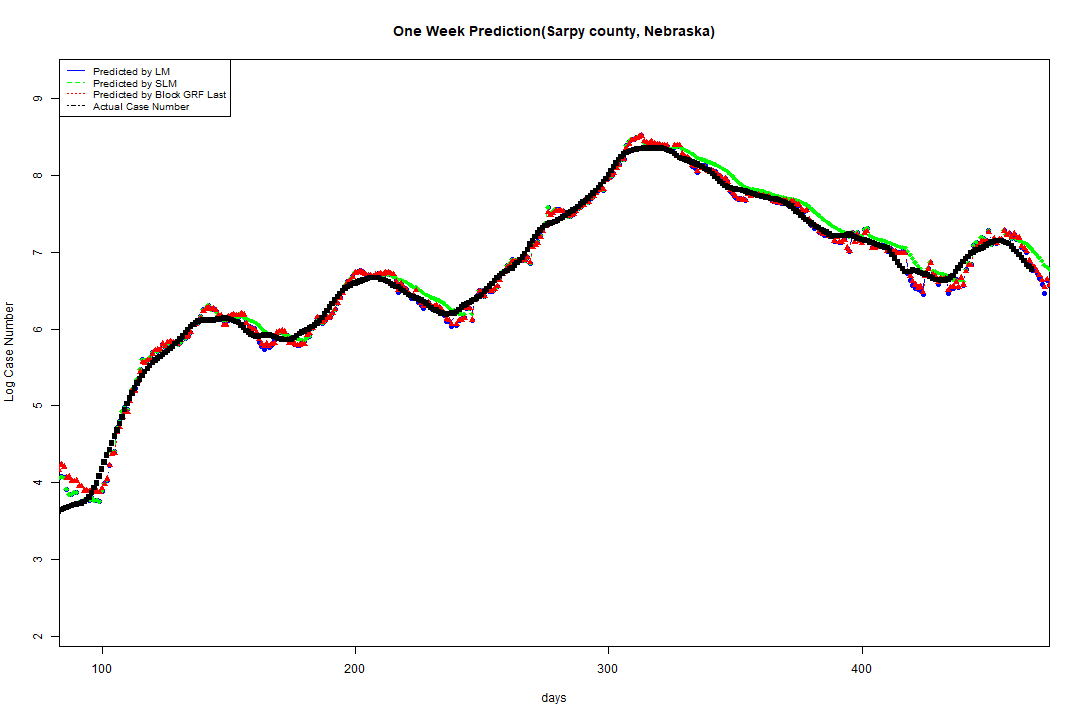 One Week Prediction(Sarpy county, Nebraska)
Predicted by LM
Predicted by SLM
Predicted by Block GRF Last
Actual Case Number
9
8
7
6
5
4
3
2
Log Case Number
100 200 300 400
days